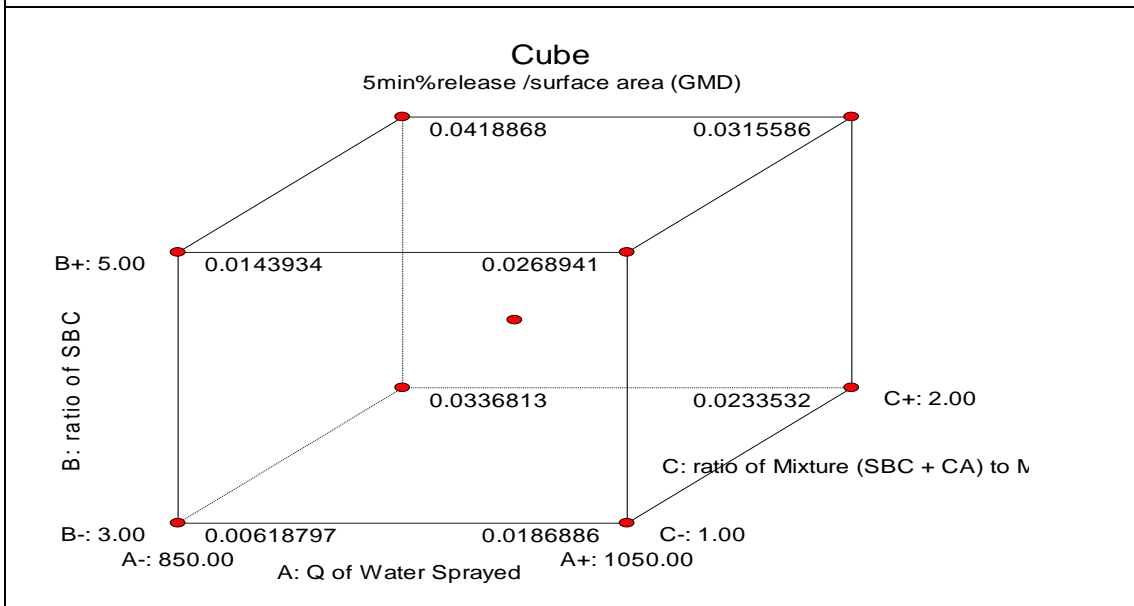 Cube
5min%release /surface area (GMD)
0.0418868 0.0315586
B+: 5.00 0.0143934 0.0268941
B: ratio of SBC
0.0336813 0.0233532 C+: 2.00
C: ratio of Mixture (SBC + CA) to
B-: 3.00 0.00618797 0.0186886 C-: 1.00
A-: 850.00 A: Q of Water Sprayed A+: 1050.00